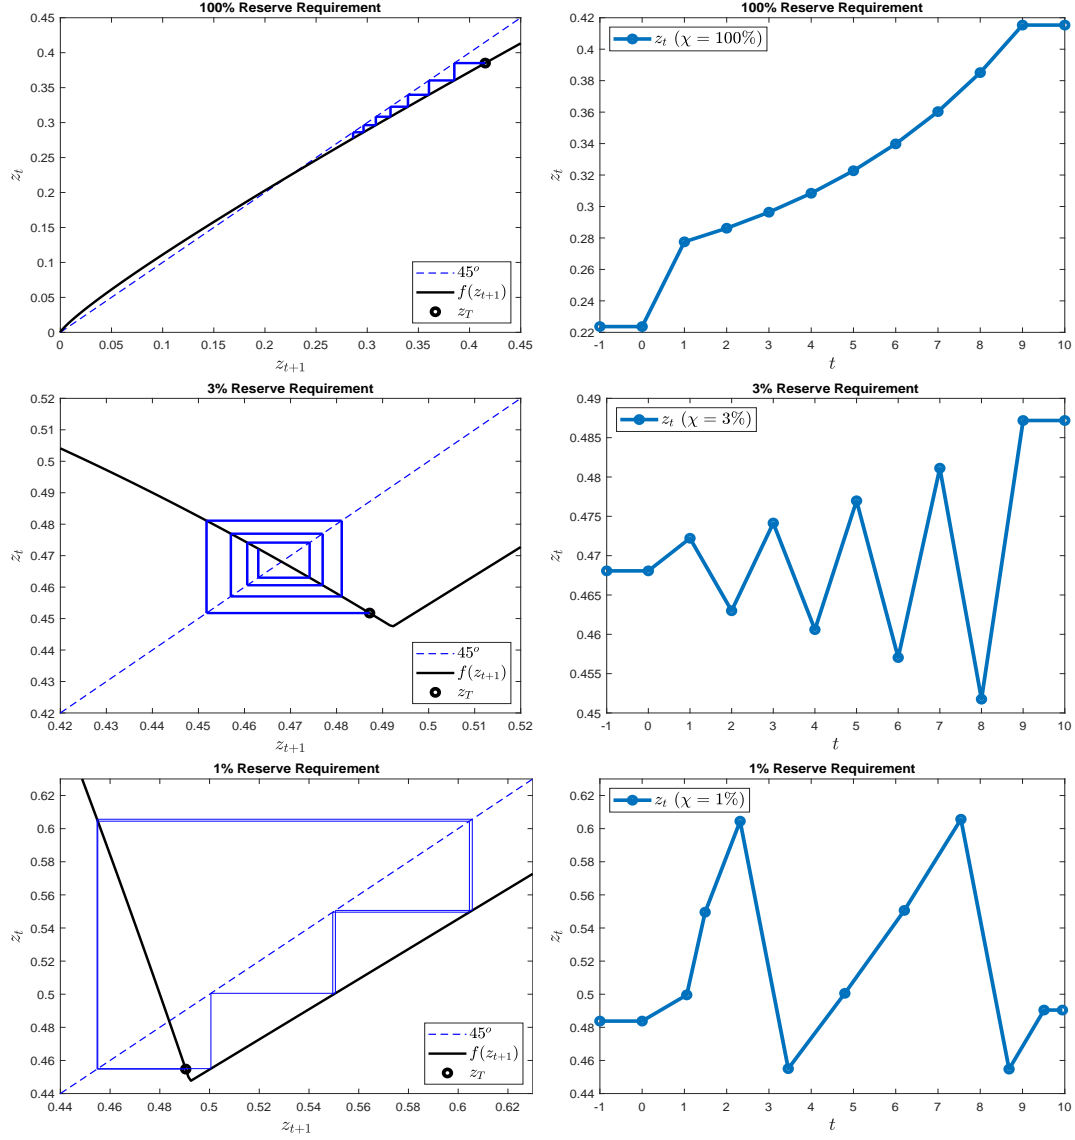 100% Reserve Requirement
0.45
0.4
0.35
0.3
0.25
0.2
0.15
0.1
0.05
0
z_t
0 0.05 0.1 0.15 0.2 0.25 0.3 0.35 0.4 0.45
z_{t+1}
45^o
f(z_{t+1})
z_T
100% Reserve Requirement
0.42
0.4
0.38
0.36
0.34
0.32
0.3
0.28
0.26
0.24
0.22
z_t
-1 0 1 2 3 4 5 6 7 8 9 10
t
z_t (χ = 100%)
3% Reserve Requirement
0.52
0.51
0.5
0.49
0.48
0.47
0.46
0.45
0.44
0.43
0.42
z_t
0.42 0.43 0.44 0.45 0.46 0.47 0.48 0.49 0.5 0.51 0.52
z_{t+1}
45^o
f(z_{t+1})
z_T
3% Reserve Requirement
0.49
0.485
0.48
0.475
0.47
0.465
0.46
0.455
0.45
z_t
-1 0 1 2 3 4 5 6 7 8 9 10
t
z_t (χ = 3%)
1% Reserve Requirement
0.62
0.6
0.58
0.56
0.54
0.52
0.5
0.48
0.46
0.44
z_t
0.44 0.46 0.48 0.5 0.52 0.54 0.56 0.58 0.6 0.62
z_{t+1}
45^o
f(z_{t+1})
z_T
1% Reserve Requirement
0.62
0.6
0.58
0.56
0.54
0.52
0.5
0.48
0.46
0.44
z_t
-1 0 1 2 3 4 5 6 7 8 9 10
t
z_t (χ = 1%)